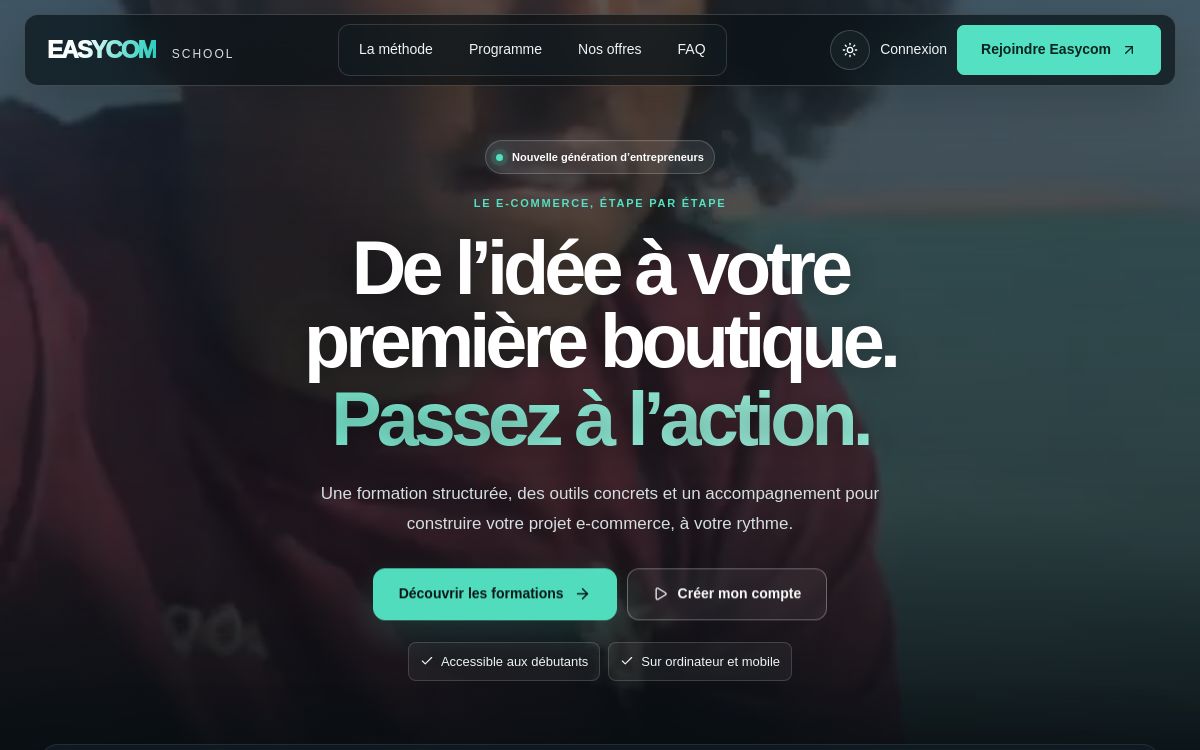 EASYCOM SCHOOL
La méthode
Programme
Nos offres
FAQ
Connexion
Rejoindre Easycom
Nouvelle génération d’entrepreneurs
LE E-COMMERCE, ÉTAPE PAR ÉTAPE
De l’idée à votre
première boutique.
Passez à l’action.
Une formation structurée, des outils concrets et un accompagnement pour
construire votre projet e-commerce, à votre rythme.
Découvrir les formations
Créer mon compte
Accessible aux débutants
Sur ordinateur et mobile